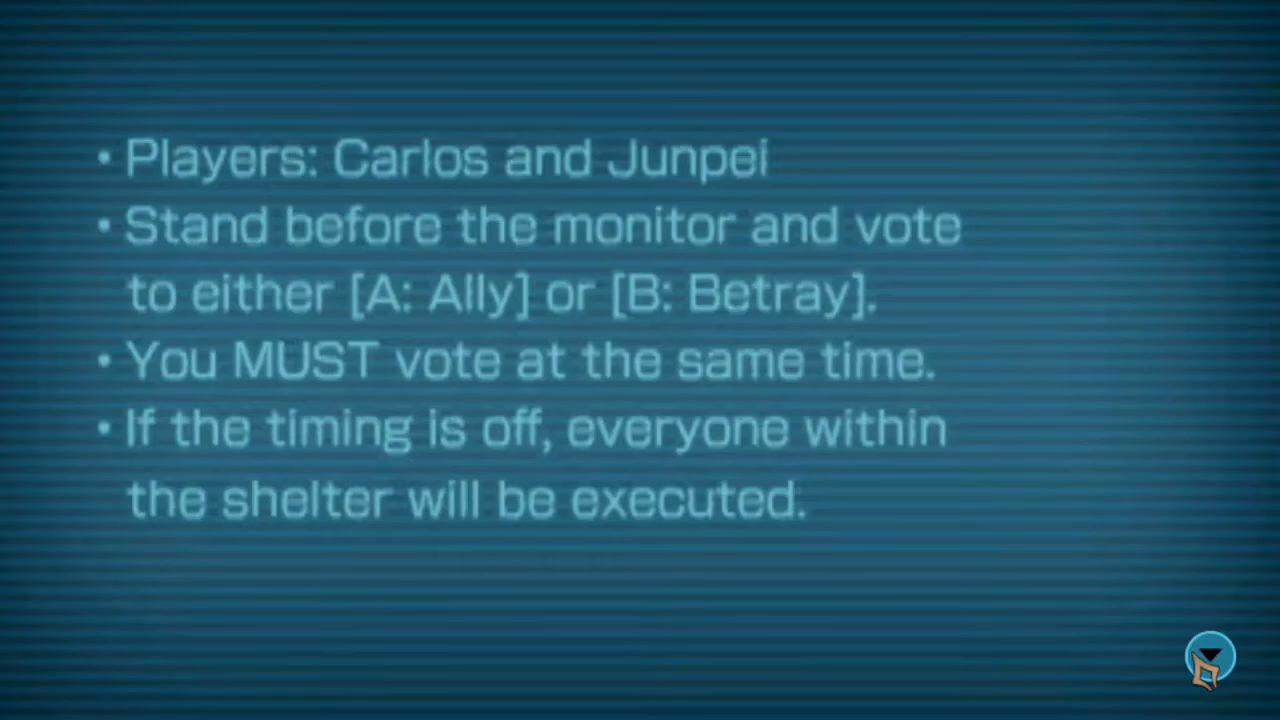 • Players: Carlos and Junpei
• Stand before the monitor and vote
to either [A: Ally] or [B: Betray].
• You MUST vote at the same time.
• If the timing is off, everyone within
the shelter will be executed.